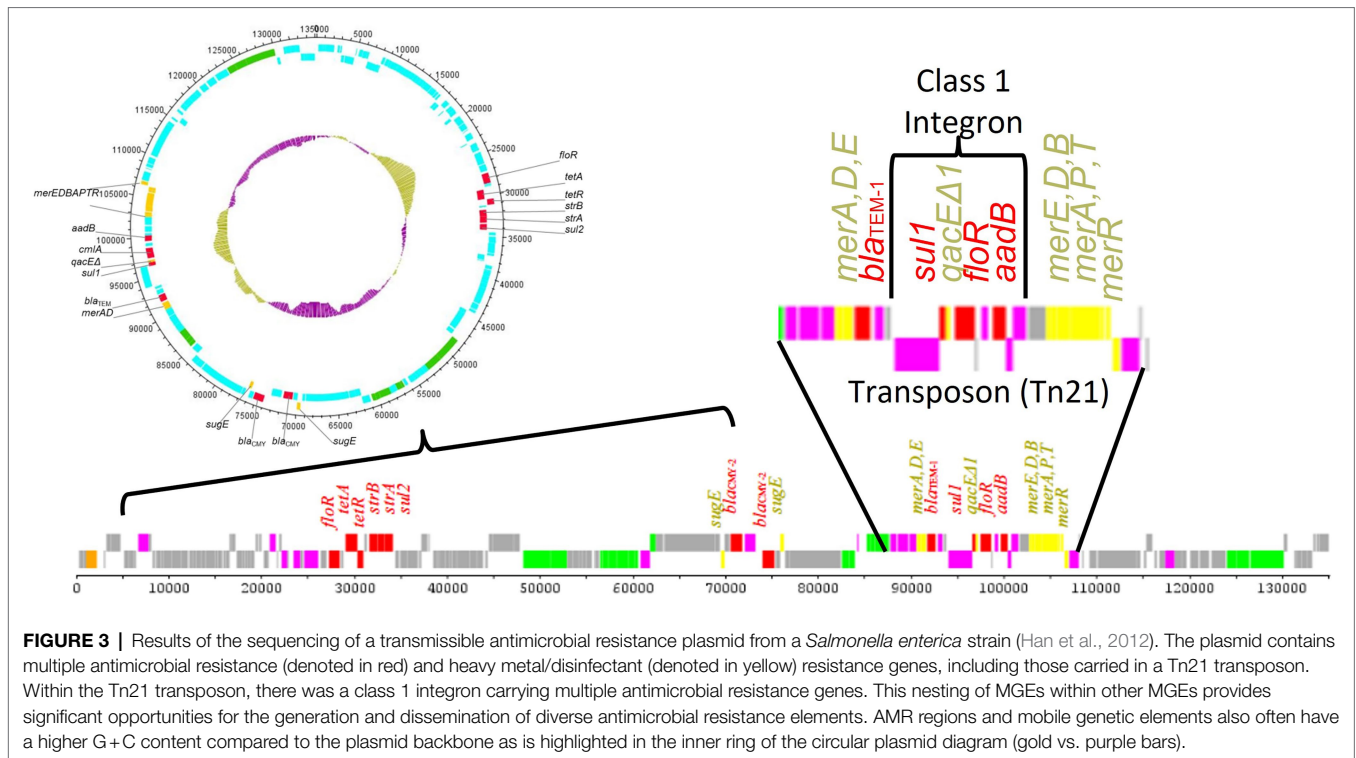 135000
0
5000
10000
15000
20000
25000
30000
35000
40000
45000
50000
55000
60000
65000
70000
75000
80000
85000
90000
95000
100000
105000
110000
115000
120000
125000
130000
floR
tetA
tetR
strB
strA
sul2
sugE
blaCMY
blaCMY
sugE
merAD
blaTEM
sul1
qacEΔ
cmlA
aadB
merEDBAPTR
Class 1
Integron
merA,D,E
blaTEM-1
sul1
qacEΔ1
floR
aadB
merE,D,B
merA,P,T
merR
Transposon (Tn21)
floR
tetA
tetR
strB
strA
sul2
sugE
blaCMY-2
blaCMY-2
sugE
merA,D,E
blaTEM-1
sul1
qacEΔ1
floR
aadB
merE,D,B
merA,P,T
merR
0 10000 20000 30000 40000 50000 60000 70000 80000 90000 100000 110000 120000 130000
FIGURE 3 | Results of the sequencing of a transmissible antimicrobial resistance plasmid from a Salmonella enterica strain (Han et al., 2012). The plasmid contains
multiple antimicrobial resistance (denoted in red) and heavy metal/disinfectant (denoted in yellow) resistance genes, including those carried in a Tn21 transposon.
Within the Tn21 transposon, there was a class 1 integron carrying multiple antimicrobial resistance genes. This nesting of MGEs within other MGEs provides
significant opportunities for the generation and dissemination of diverse antimicrobial resistance elements. AMR regions and mobile genetic elements also often have
a higher G+C content compared to the plasmid backbone as is highlighted in the inner ring of the circular plasmid diagram (gold vs. purple bars).